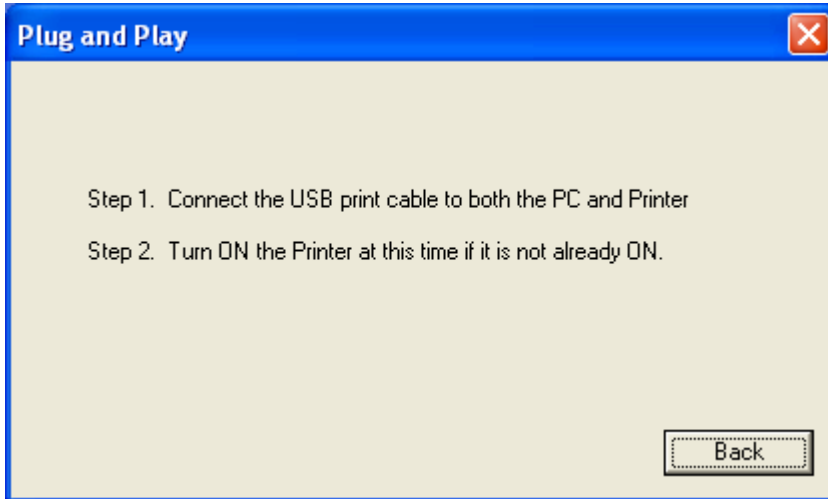 Plug and Play
Step 1. Connect the USB print cable to both the PC and Printer
Step 2. Turn ON the Printer at this time if it is not already ON.
Back